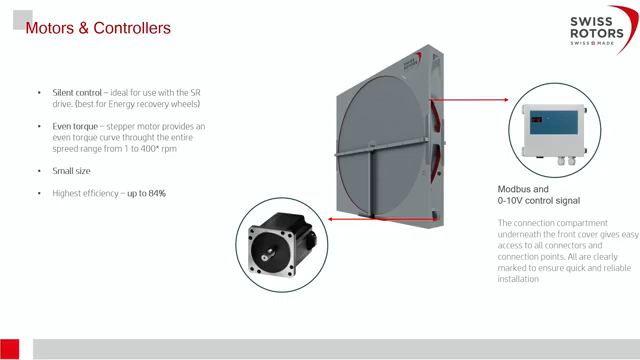 Motors & Controllers
SWISS
ROTORS
SWISS MADE
▪ Silent control – ideal for use with the SR
drive. (best for Energy recovery wheels)
▪ Even torque – stepper motor provides an
even torque curve throught the entire
spreed range from 1 to 400* rpm
▪ Small size
▪ Highest efficiency – up to 84%
SWISS
ROTORS
Modbus and
0-10V control signal
The connection compartment
underneath the front cover gives easy
access to all connectors and
connection points. All are clearly
marked to ensure quick and reliable
installation